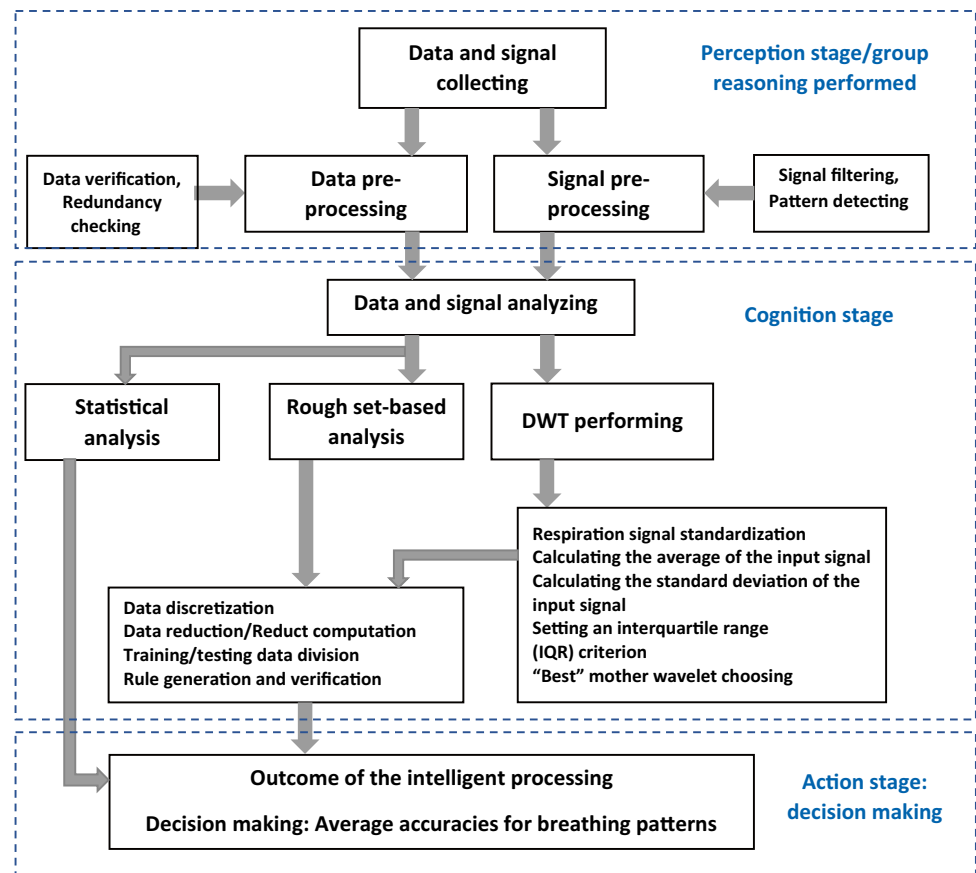 Data and signal
collecting
Perception stage/group
reasoning performed
Data verification,
Redundancy
checking
Data pre-
processing
Signal pre-
processing
Signal filtering,
Pattern detecting
Data and signal analyzing
Cognition stage
Statistical
analysis
Rough set-based
analysis
DWT performing
Respiration signal standardization
Calculating the average of the input signal
Calculating the standard deviation of the
input signal
Setting an interquartile range
(IQR) criterion
“Best” mother wavelet choosing
Data discretization
Data reduction/Reduct computation
Training/testing data division
Rule generation and verification
Outcome of the intelligent processing
Decision making: Average accuracies for breathing patterns
Action stage:
decision making